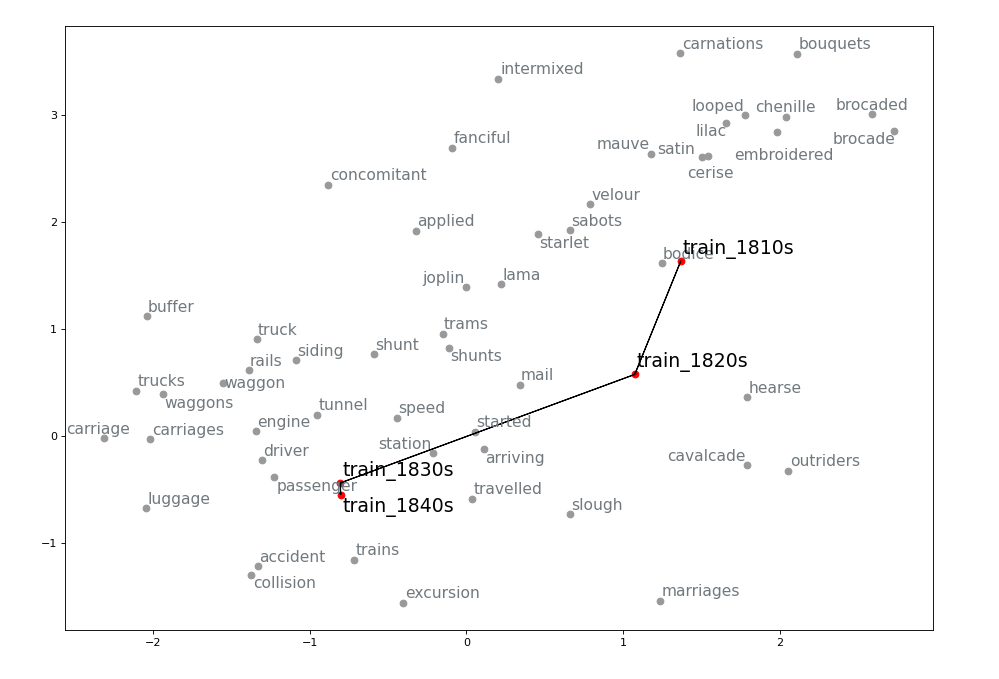 carnations
bouquets
intermixed
3
looped
chenille
brocaded
lilac
brocade
fanciful
mauve
satin
embroidered
cerise
concomitant
velour
2
applied
sabots
starlet
train_1810s
bodice
joplin
lama
buffer
1
truck
trams
siding
shunt
shunts
rails
train_1820s
trucks
waggon
mail
waggons
hearse
tunnel
speed
carriage
carriages
engine
started
0
station
driver
arriving
cavalcade
outriders
train_1830s
passenger
travelled
luggage
train_1840s
slough
−1
accident
trains
collision
excursion
marriages
−2
−1
0
1
2